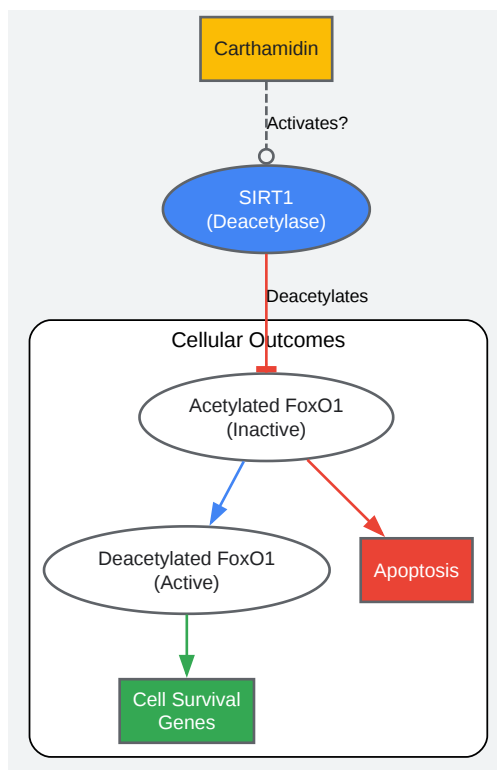 Carthamidin
Activates?
SIRT1
(Deacetylase)
Deacetylates
Cellular Outcomes
Acetylated FoxO1
(Inactive)
Deacetylated FoxO1
(Active)
Apoptosis
Cell Survival
Genes